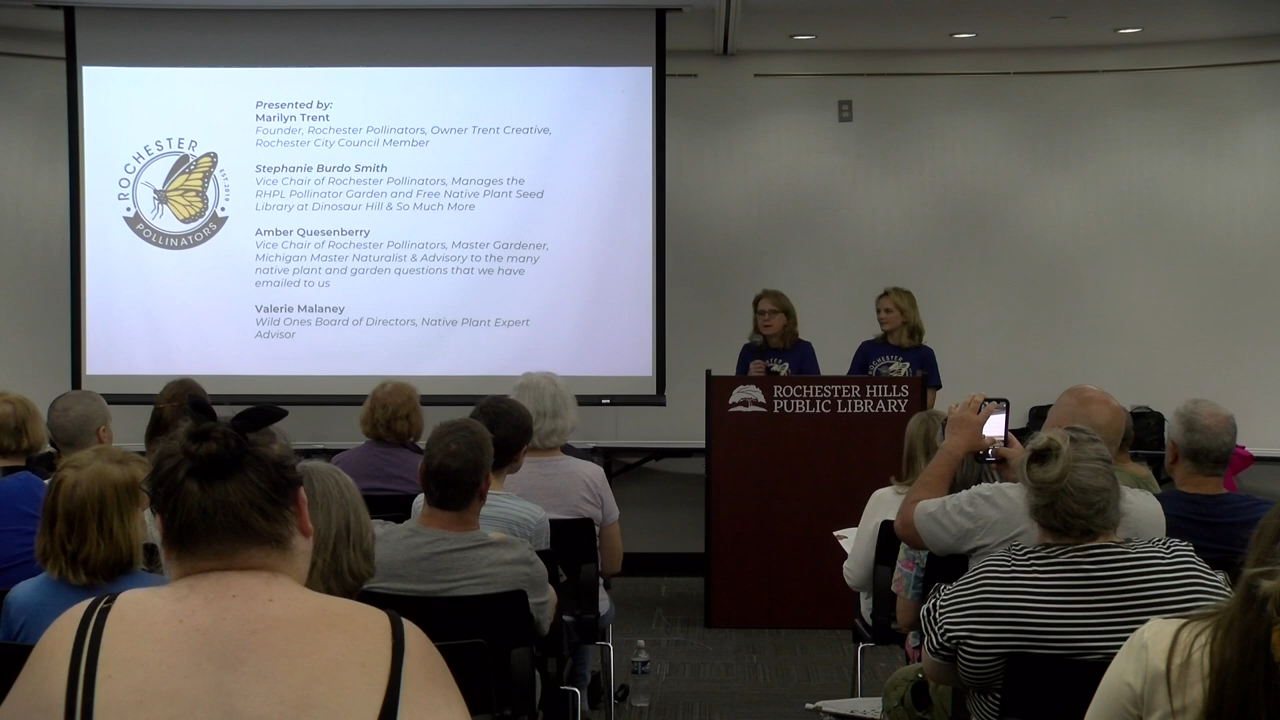 Presented by:
Marilyn Trent
Founder, Rochester Pollinators, Owner Trent Creative,
Rochester City Council Member
Stephanie Burdo Smith
Vice Chair of Rochester Pollinators, Manages the
RHPL Pollinator Garden and Free Native Plant Seed
Library at Dinosaur Hill & So Much More
Amber Quesenberry
Vice Chair of Rochester Pollinators, Master Gardener,
Michigan Master Naturalist & Advisory to the many
native plant and garden questions that we have
emailed to us
Valerie Malaney
Wild Ones Board of Directors, Native Plant Expert
Advisor
ROCHESTER
EST. 2019
POLLINATORS
ROCHESTER HILLS
PUBLIC LIBRARY
ROCHESTER